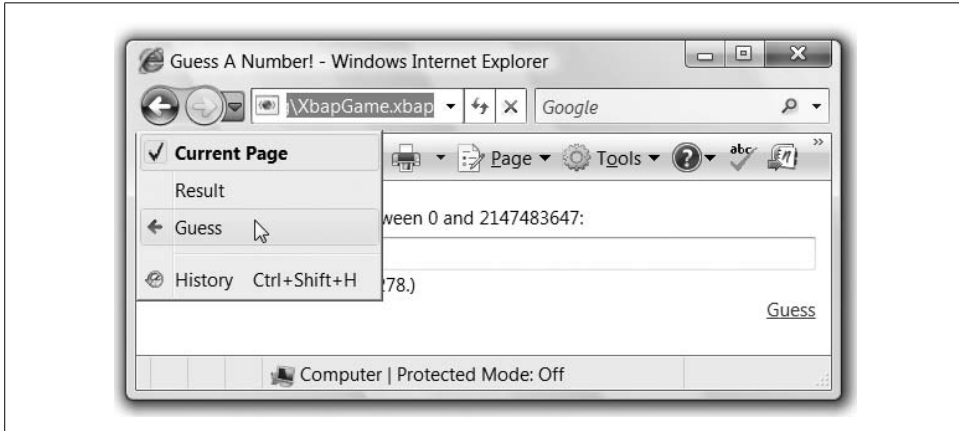 Guess A Number! - Windows Internet Explorer
\XbapGame.xbap Google
Page Tools abc
Current Page
Result
Guess
History Ctrl+Shift+H
ween 0 and 2147483647:
278.)
Guess
Computer | Protected Mode: Off